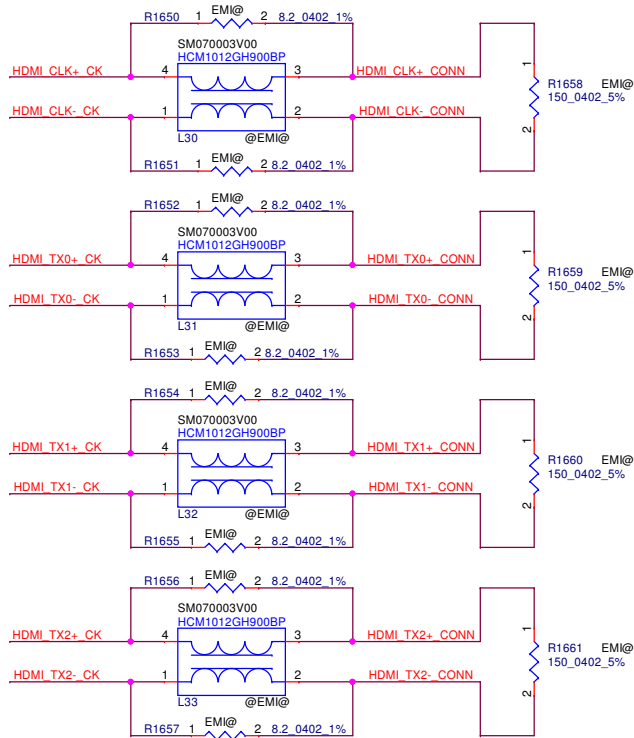 R1650 1 EMI@ 2 8.2_0402_1%
SM070003V00
HCM1012GH900BP
HDMI_CLK+_CK 4 3 HDMI_CLK+_CONN
HDMI_CLK-_CK 1 2 HDMI_CLK-_CONN
L30 @EMI@
R1651 1 EMI@ 2 8.2_0402_1%
1
R1658 EMI@
150_0402_5%
2
R1652 1 EMI@ 2 8.2_0402_1%
SM070003V00
HCM1012GH900BP
HDMI_TX0+_CK 4 3 HDMI_TX0+_CONN
HDMI_TX0-_CK 1 2 HDMI_TX0-_CONN
L31 @EMI@
R1653 1 EMI@ 2 8.2_0402_1%
1
R1659 EMI@
150_0402_5%
2
R1654 1 EMI@ 2 8.2_0402_1%
SM070003V00
HCM1012GH900BP
HDMI_TX1+_CK 4 3 HDMI_TX1+_CONN
HDMI_TX1-_CK 1 2 HDMI_TX1-_CONN
L32 @EMI@
R1655 1 EMI@ 2 8.2_0402_1%
1
R1660 EMI@
150_0402_5%
2
R1656 1 EMI@ 2 8.2_0402_1%
SM070003V00
HCM1012GH900BP
HDMI_TX2+_CK 4 3 HDMI_TX2+_CONN
HDMI_TX2-_CK 1 2 HDMI_TX2-_CONN
L33 @EMI@
R1657 1 EMI@ 2 8.2_0402_1%
1
R1661 EMI@
150_0402_5%
2